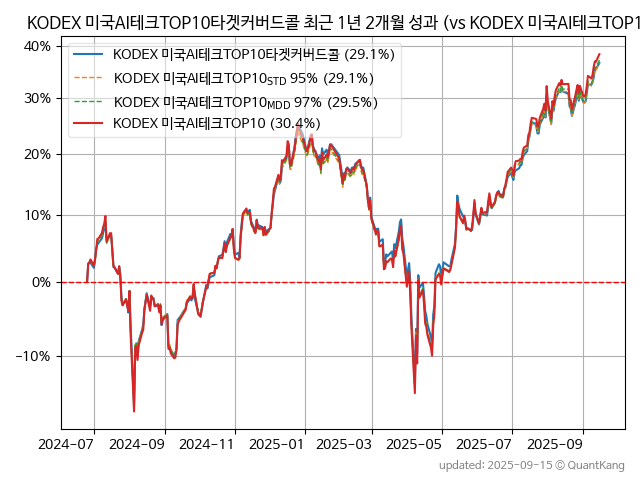 KODEX 미국AI테크TOP10타겟커버드콜 최근 1년 2개월 성과 (vs KODEX 미국AI테크TOP1
KODEX 미국AI테크TOP10타겟커버드콜 (29.1%)
KODEX 미국AI테크TOP10STD 95% (29.1%)
KODEX 미국AI테크TOP10MDD 97% (29.5%)
KODEX 미국AI테크TOP10 (30.4%)
40%
30%
20%
10%
0%
−10%
2024-07 2024-09 2024-11 2025-01 2025-03 2025-05 2025-07 2025-09
updated: 2025-09-15 © QuantKang